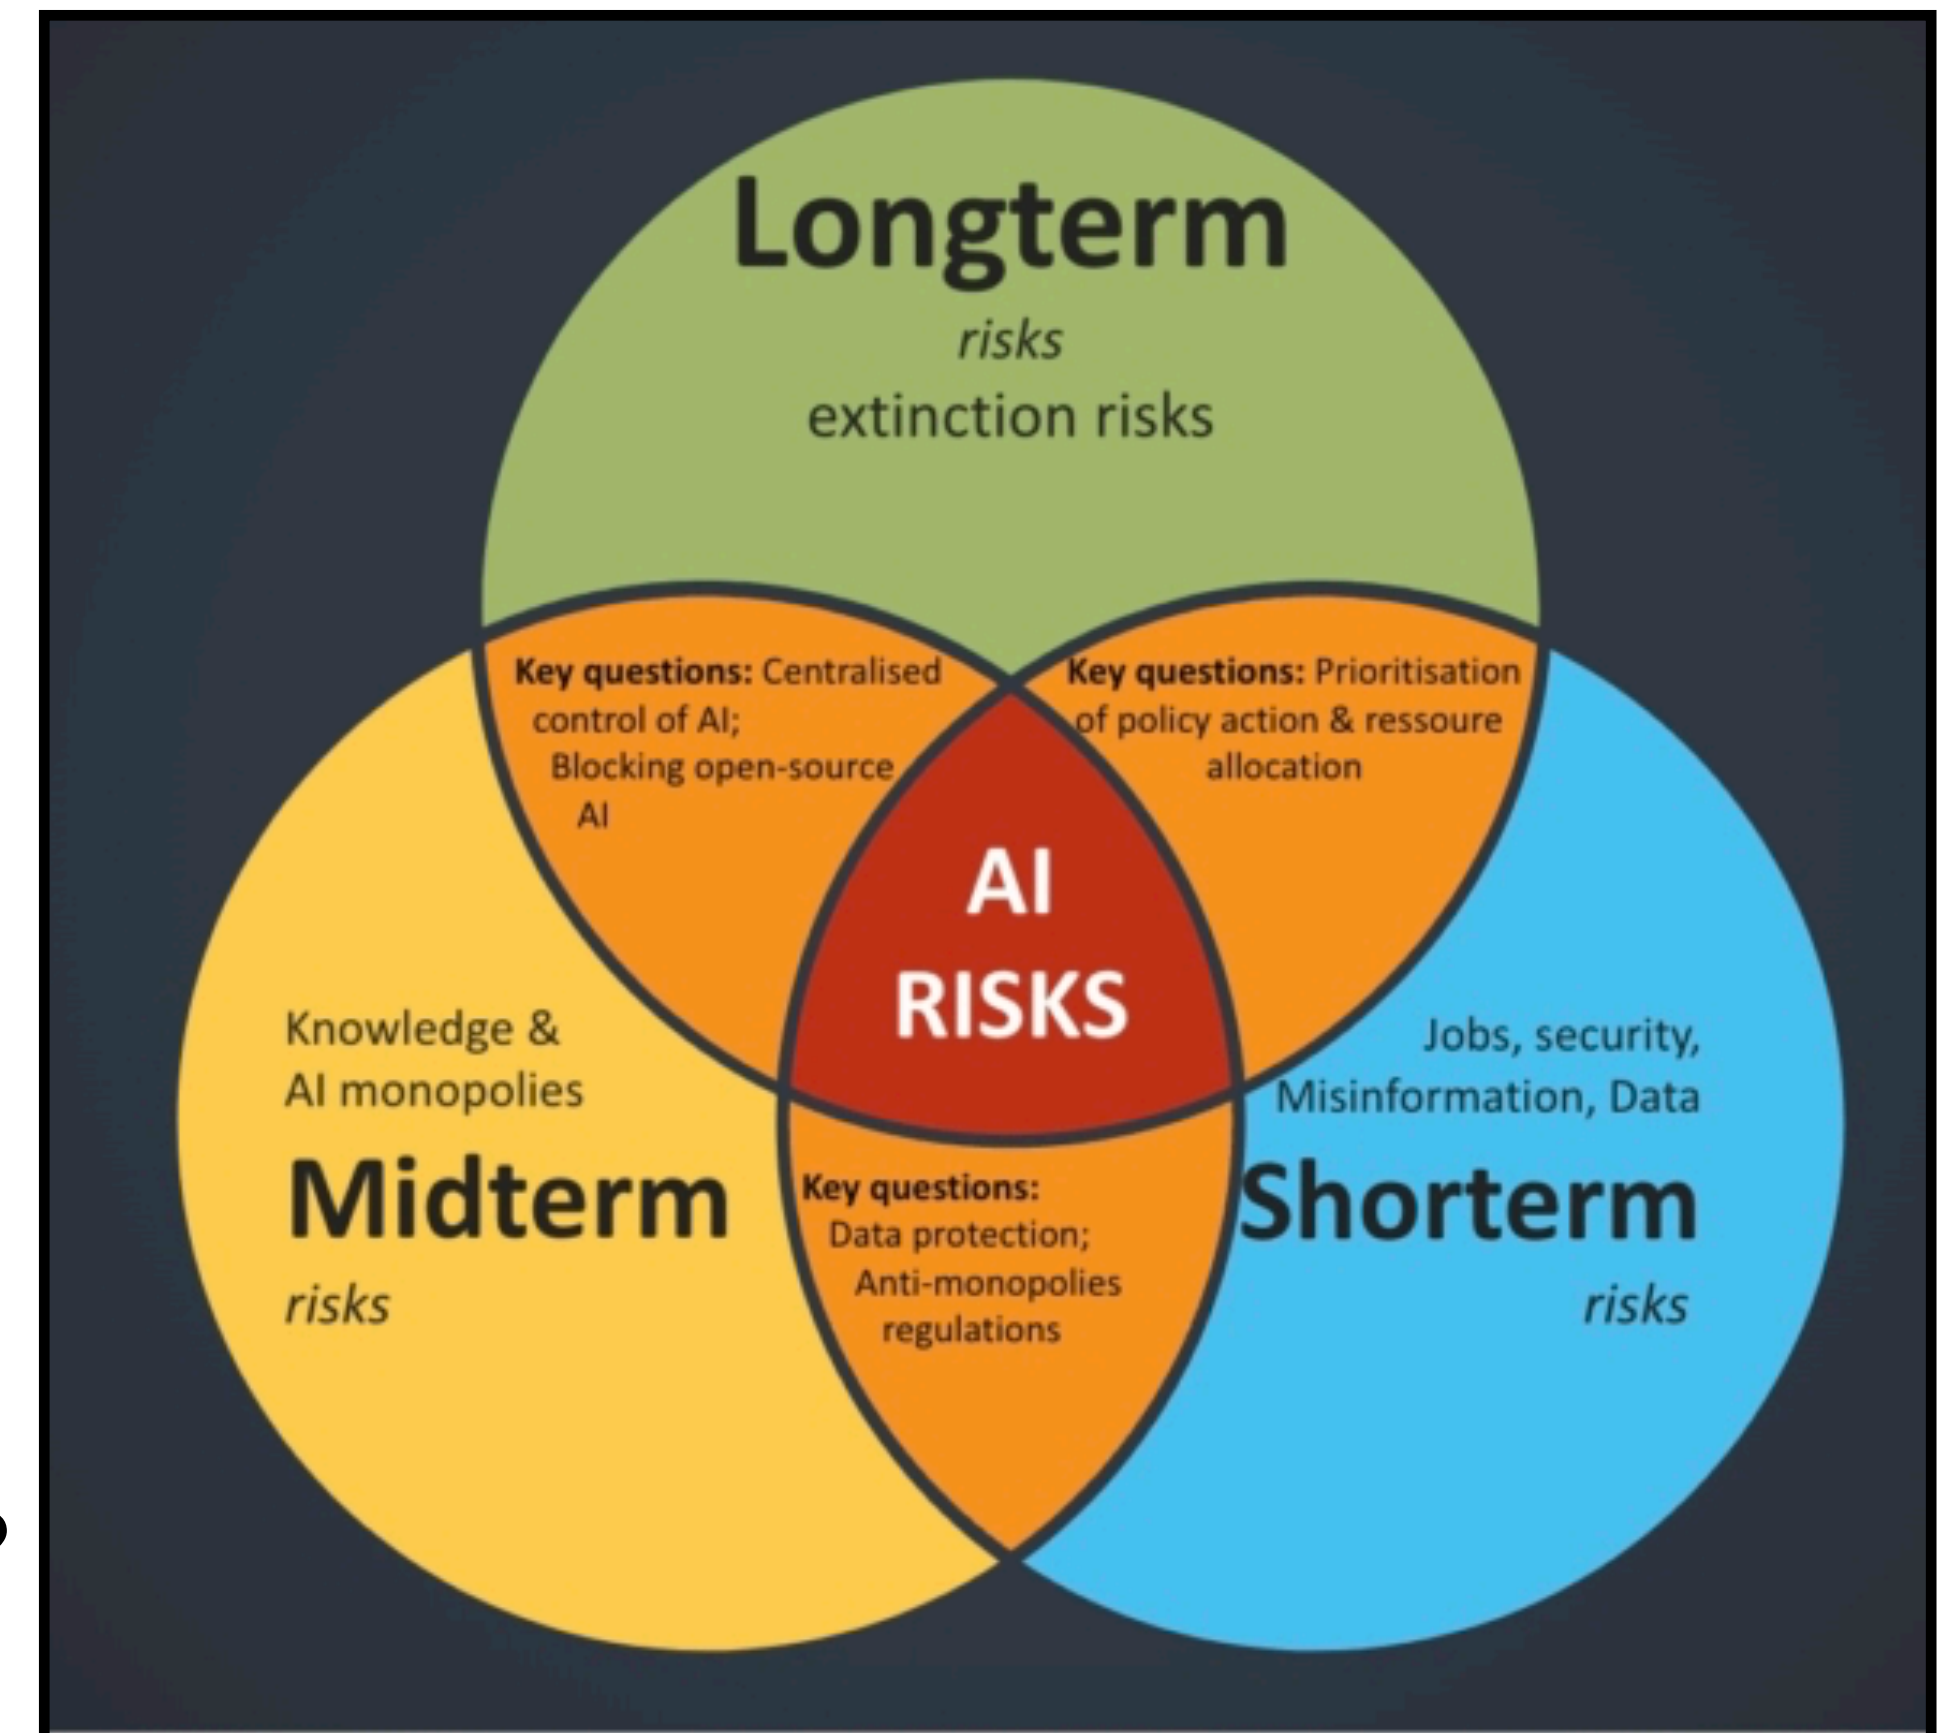 Longterm
risks
extinction risks
Key questions: Centralised
control of AI;
Blocking open-source
AI
Key questions: Prioritisation
of policy action & ressoure
allocation
AI
RISKS
Knowledge &
AI monopolies
Midterm
risks
Jobs, security,
Misinformation, Data
Shorterm
risks
Key questions:
Data protection;
Anti-monopolies
regulations